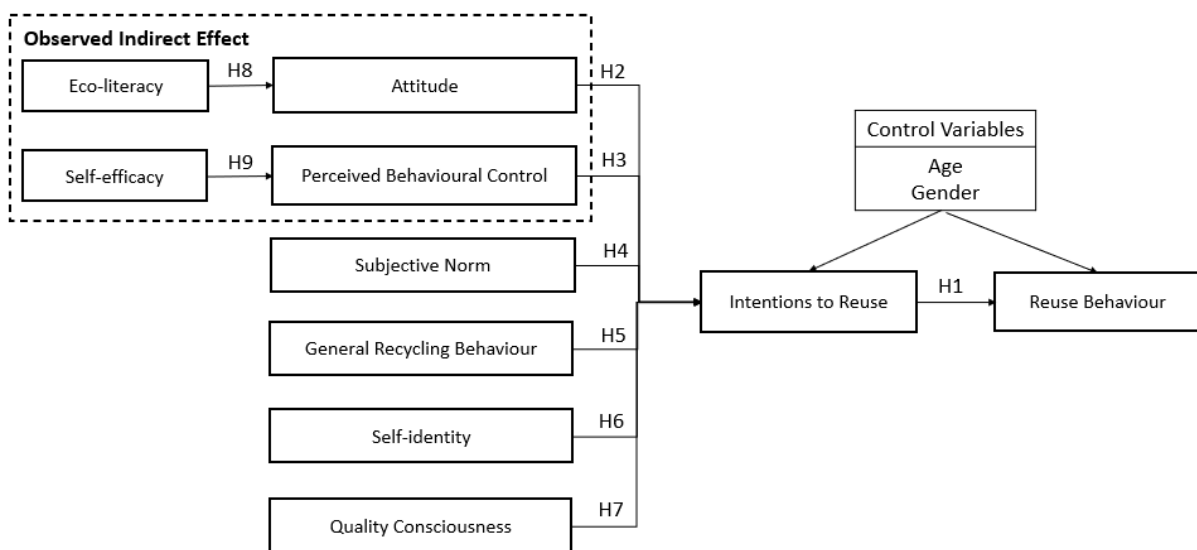 Observed Indirect Effect
Eco-literacy
H8
Attitude
H2
Self-efficacy
H9
Perceived Behavioural Control
H3
Subjective Norm
H4
General Recycling Behaviour
H5
Self-identity
H6
Quality Consciousness
H7
Control Variables
Age
Gender
Intentions to Reuse
H1
Reuse Behaviour